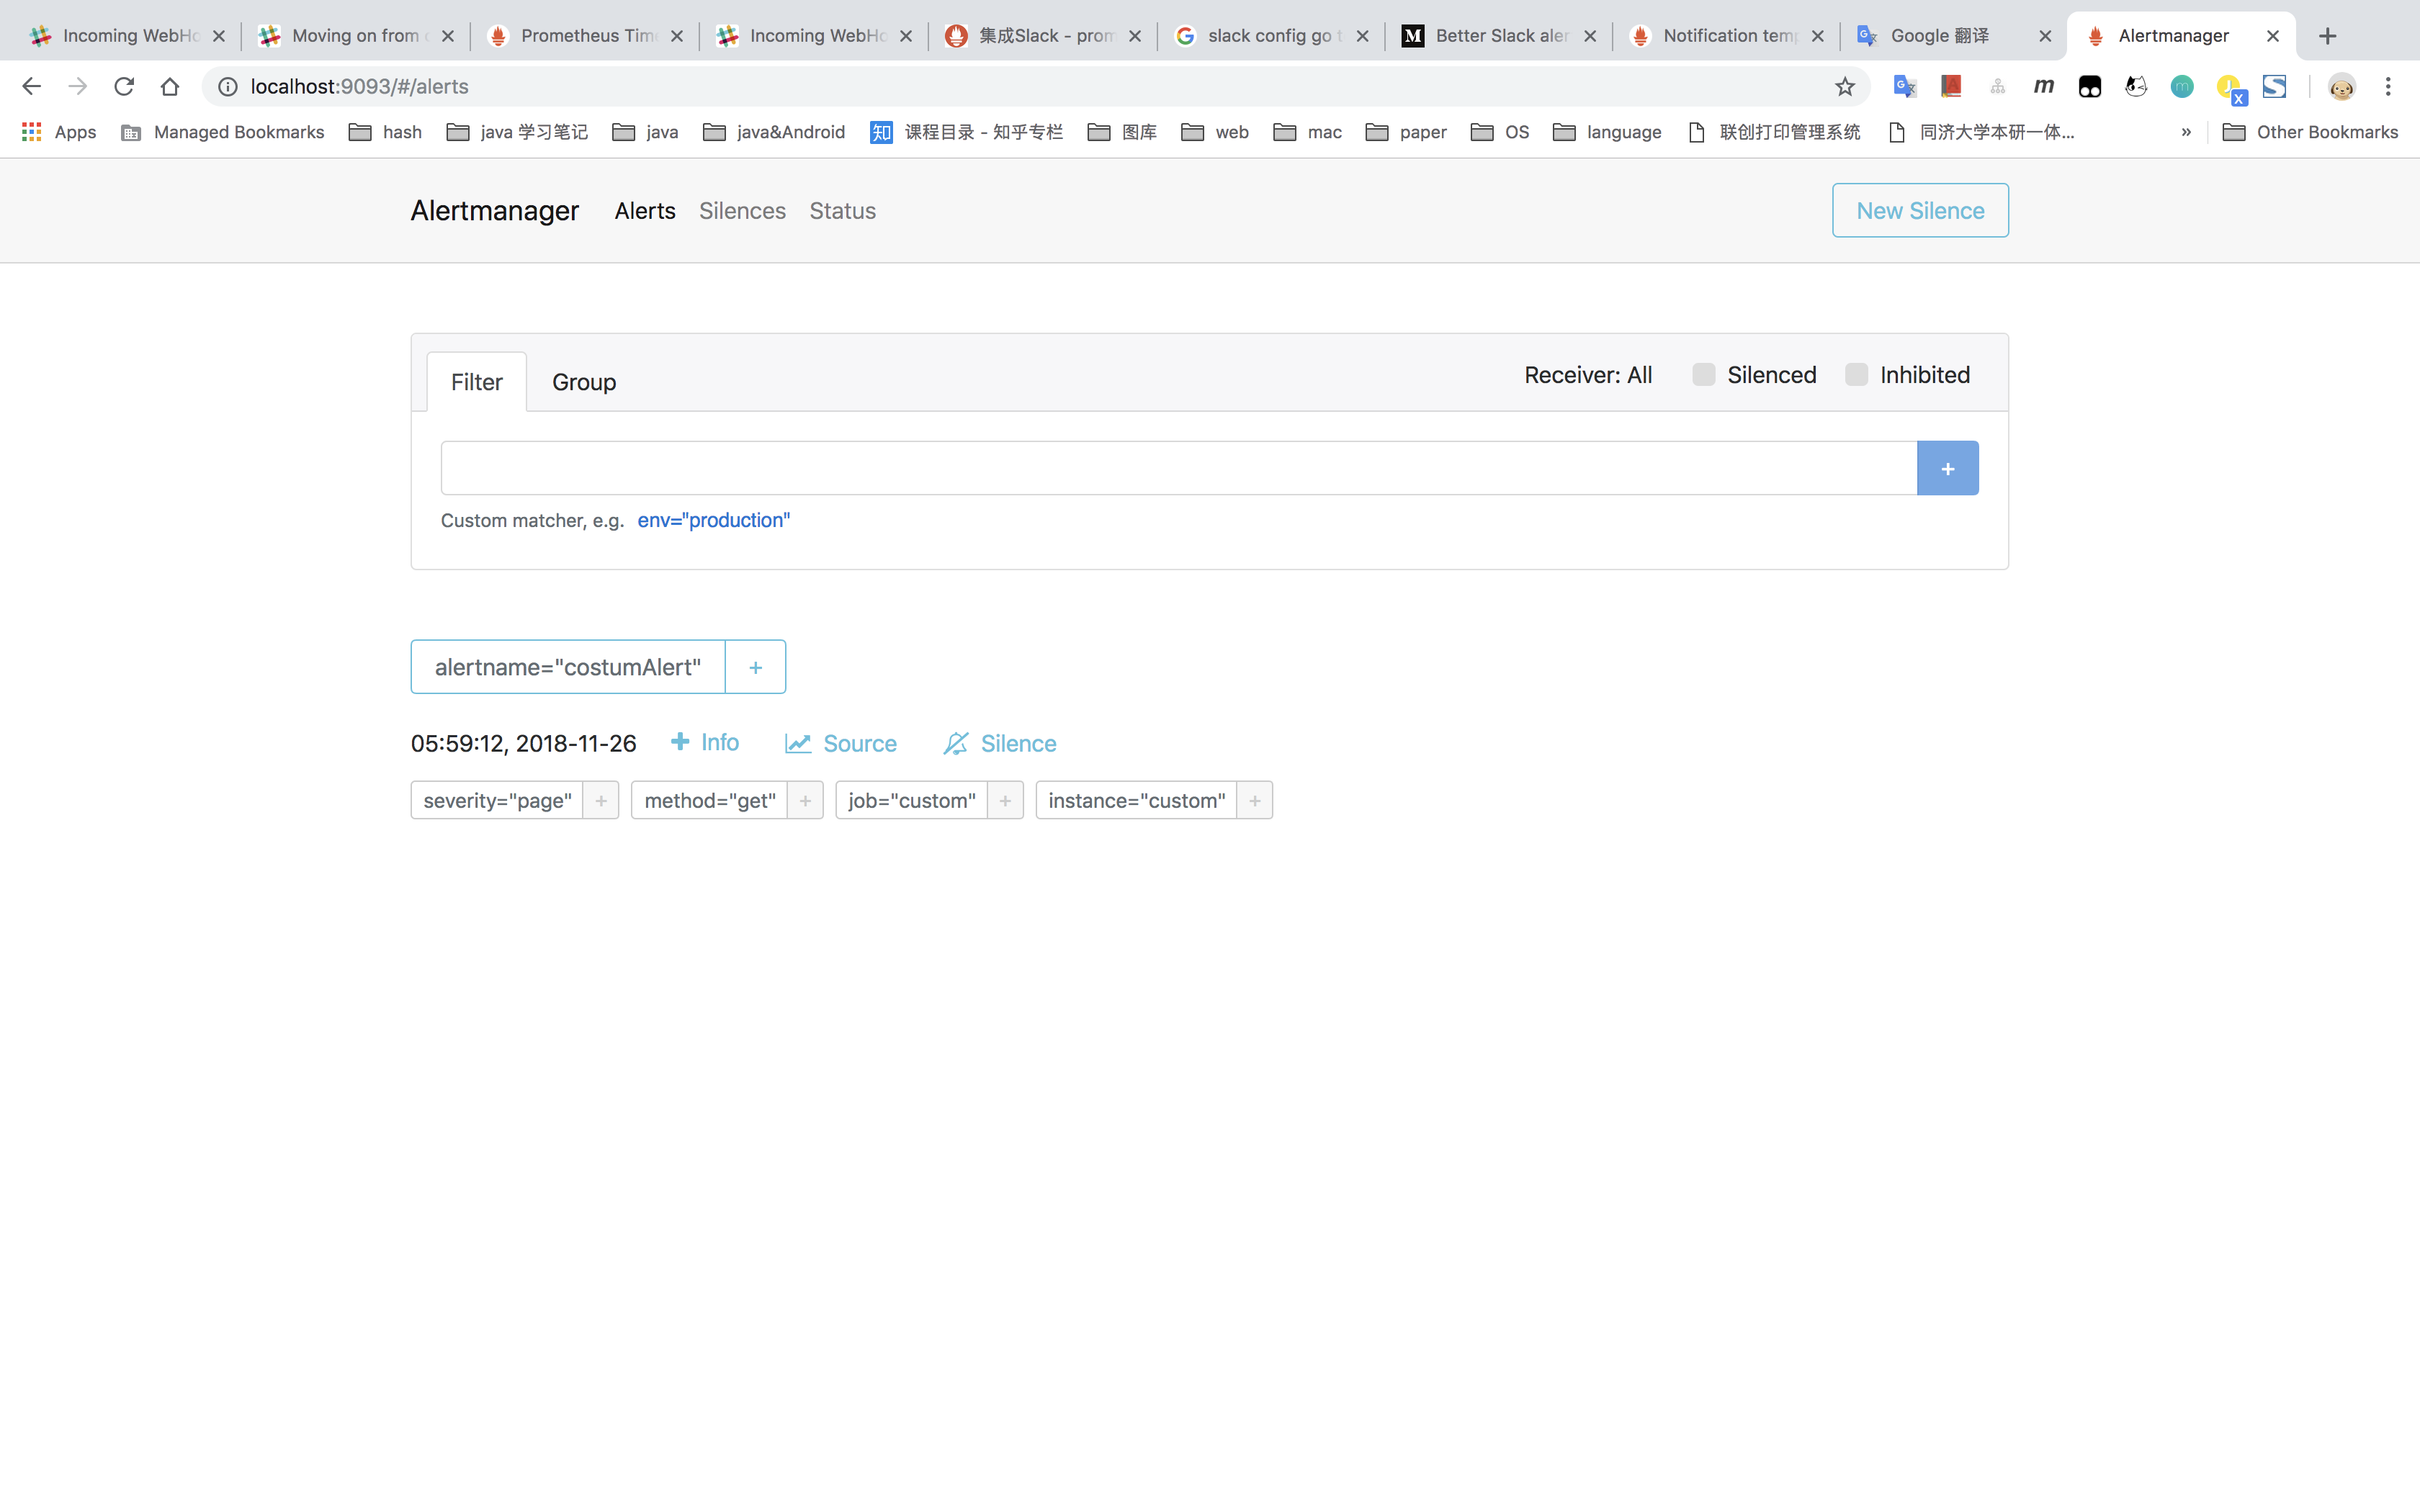 Incoming WebHo
Moving on from
Prometheus Tim
Incoming WebHo
集成Slack - prom
slack config go t
Better Slack aler
Notification temp
Google 翻译
Alertmanager
localhost:9093/#/alerts
Apps
Managed Bookmarks
hash
java 学习笔记
java
java&Android
知 课程目录 - 知乎专栏
图库
web
mac
paper
OS
language
联创打印管理系统
同济大学本研一体...
»
Other Bookmarks
Alertmanager
Alerts
Silences
Status
New Silence
Filter
Group
Receiver: All
Silenced
Inhibited
+
Custom matcher, e.g. env="production"
alertname="costumAlert" +
05:59:12, 2018-11-26
+ Info
Source
Silence
severity="page" +
method="get" +
job="custom" +
instance="custom" +